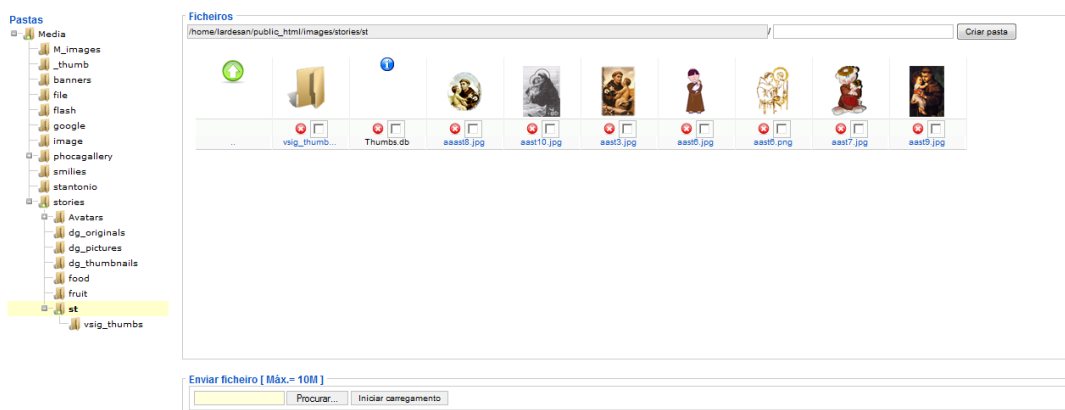 Pastas
Media
M_images
_thumb
banners
file
flash
google
image
phocagallery
smilies
stantonio
stories
Avatars
dg_originals
dg_pictures
dg_thumbnails
food
fruit
st
vsig_thumbs
Ficheiros
/home/lardesan/public_html/images/stories/st / Criar pasta
.. vsig_thumb... Thumbs.db aaast8.jpg aast10.jpg aast3.jpg aast6.jpg aast6.png aast7.jpg aast9.jpg
Enviar ficheiro [ Máx.= 10M ]
Procurar... Iniciar carregamento